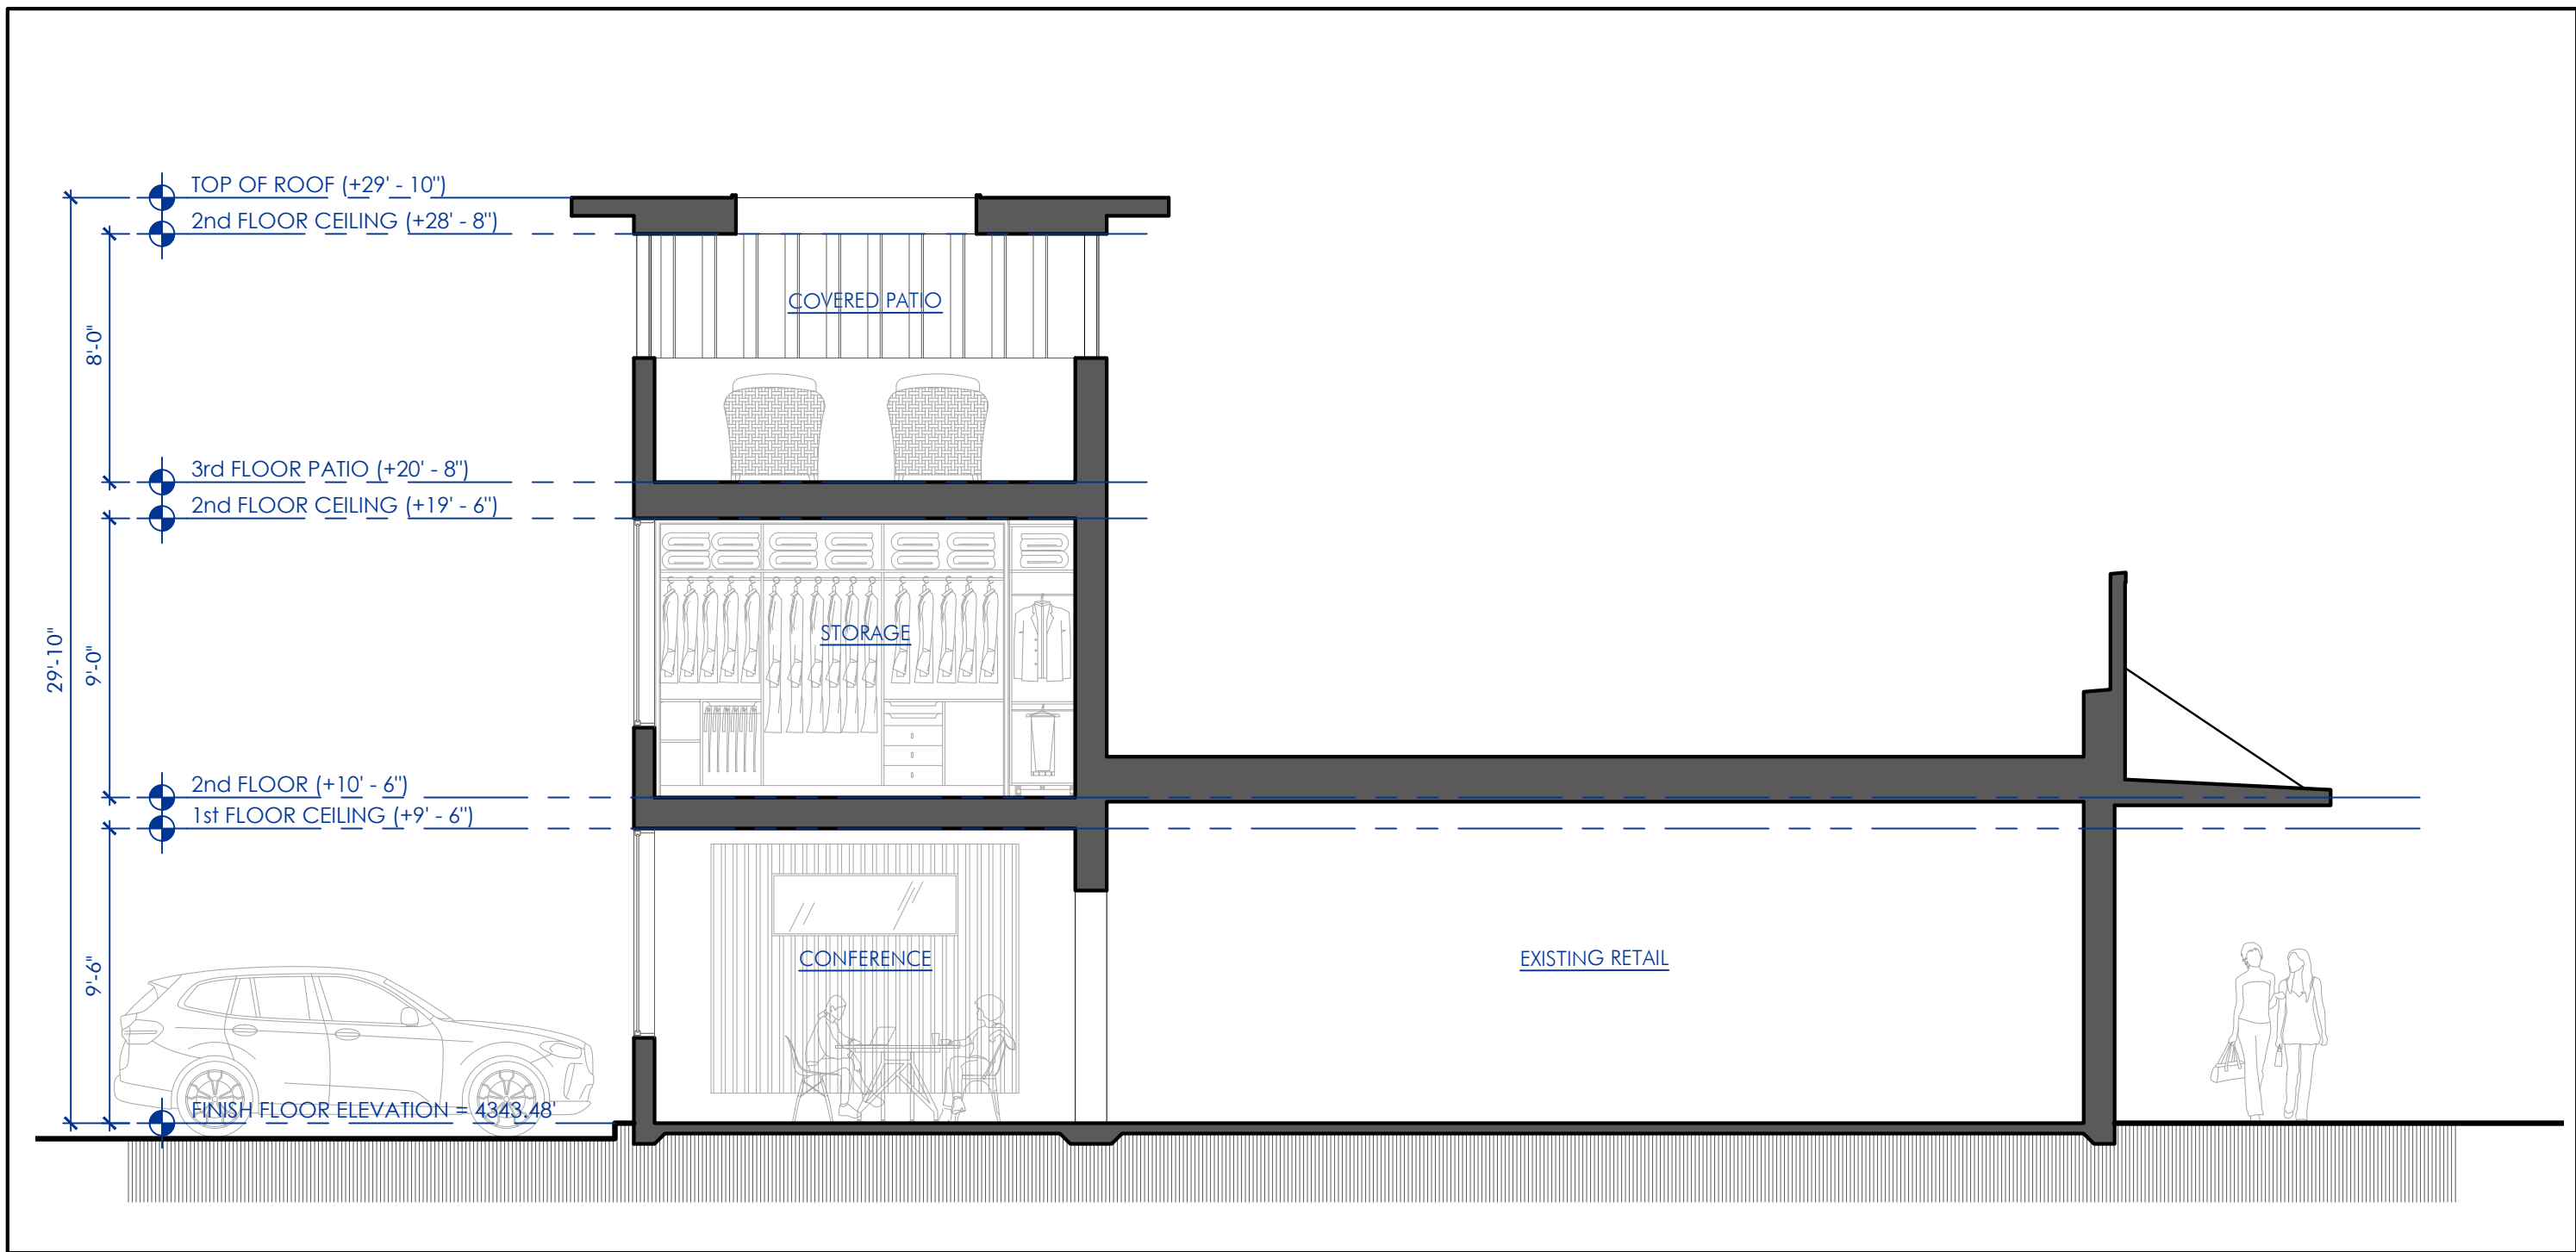 TOP OF ROOF (+29' - 10")
2nd FLOOR CEILING (+28' - 8")
COVERED PATIO
8'-0"
3rd FLOOR PATIO (+20' - 8")
2nd FLOOR CEILING (+19' - 6")
STORAGE
29'-10"
9'-0"
2nd FLOOR (+10' - 6")
1st FLOOR CEILING (+9' - 6")
CONFERENCE
EXISTING RETAIL
9'-6"
FINISH FLOOR ELEVATION = 4343.48'